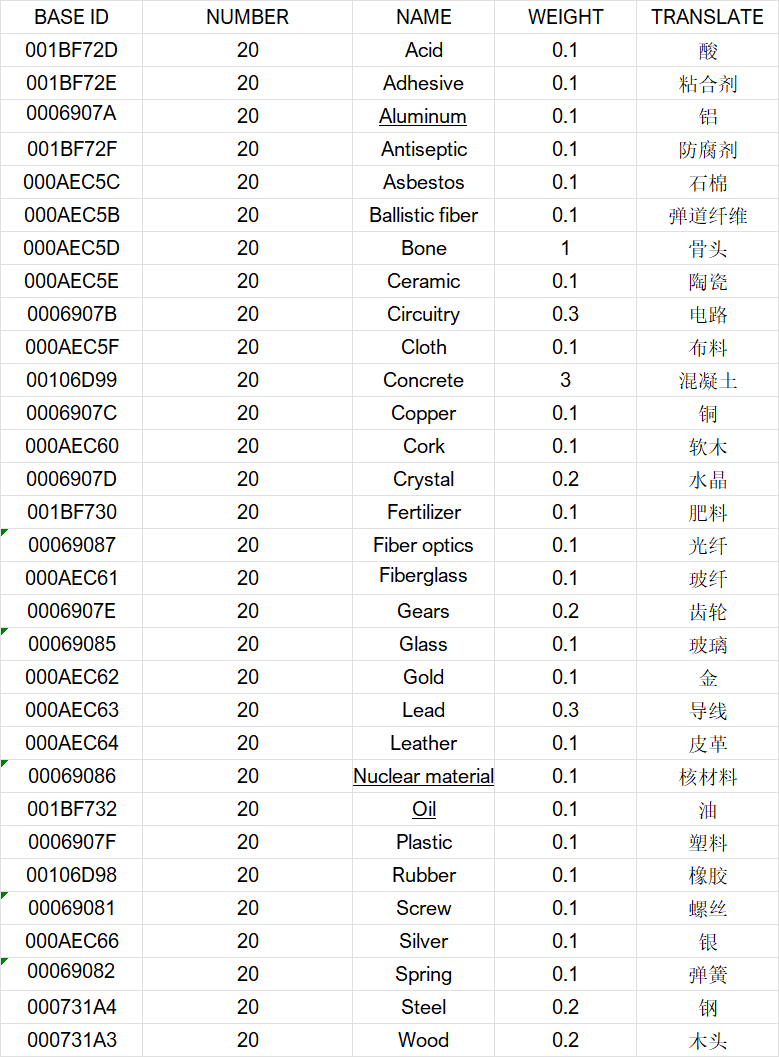 BASE ID NUMBER NAME WEIGHT TRANSLATE
001BF72D 20 Acid 0.1 酸
001BF72E 20 Adhesive 0.1 粘合剂
0006907A 20 Aluminum 0.1 铝
001BF72F 20 Antiseptic 0.1 防腐剂
000AEC5C 20 Asbestos 0.1 石棉
000AEC5B 20 Ballistic fiber 0.1 弹道纤维
000AEC5D 20 Bone 1 骨头
000AEC5E 20 Ceramic 0.1 陶瓷
0006907B 20 Circuitry 0.3 电路
000AEC5F 20 Cloth 0.1 布料
00106D99 20 Concrete 3 混凝土
0006907C 20 Copper 0.1 铜
000AEC60 20 Cork 0.1 软木
0006907D 20 Crystal 0.2 水晶
001BF730 20 Fertilizer 0.1 肥料
00069087 20 Fiber optics 0.1 光纤
000AEC61 20 Fiberglass 0.1 玻纤
0006907E 20 Gears 0.2 齿轮
00069085 20 Glass 0.1 玻璃
000AEC62 20 Gold 0.1 金
000AEC63 20 Lead 0.3 导线
000AEC64 20 Leather 0.1 皮革
00069086 20 Nuclear material 0.1 核材料
001BF732 20 Oil 0.1 油
0006907F 20 Plastic 0.1 塑料
00106D98 20 Rubber 0.1 橡胶
00069081 20 Screw 0.1 螺丝
000AEC66 20 Silver 0.1 银
00069082 20 Spring 0.1 弹簧
000731A4 20 Steel 0.2 钢
000731A3 20 Wood 0.2 木头